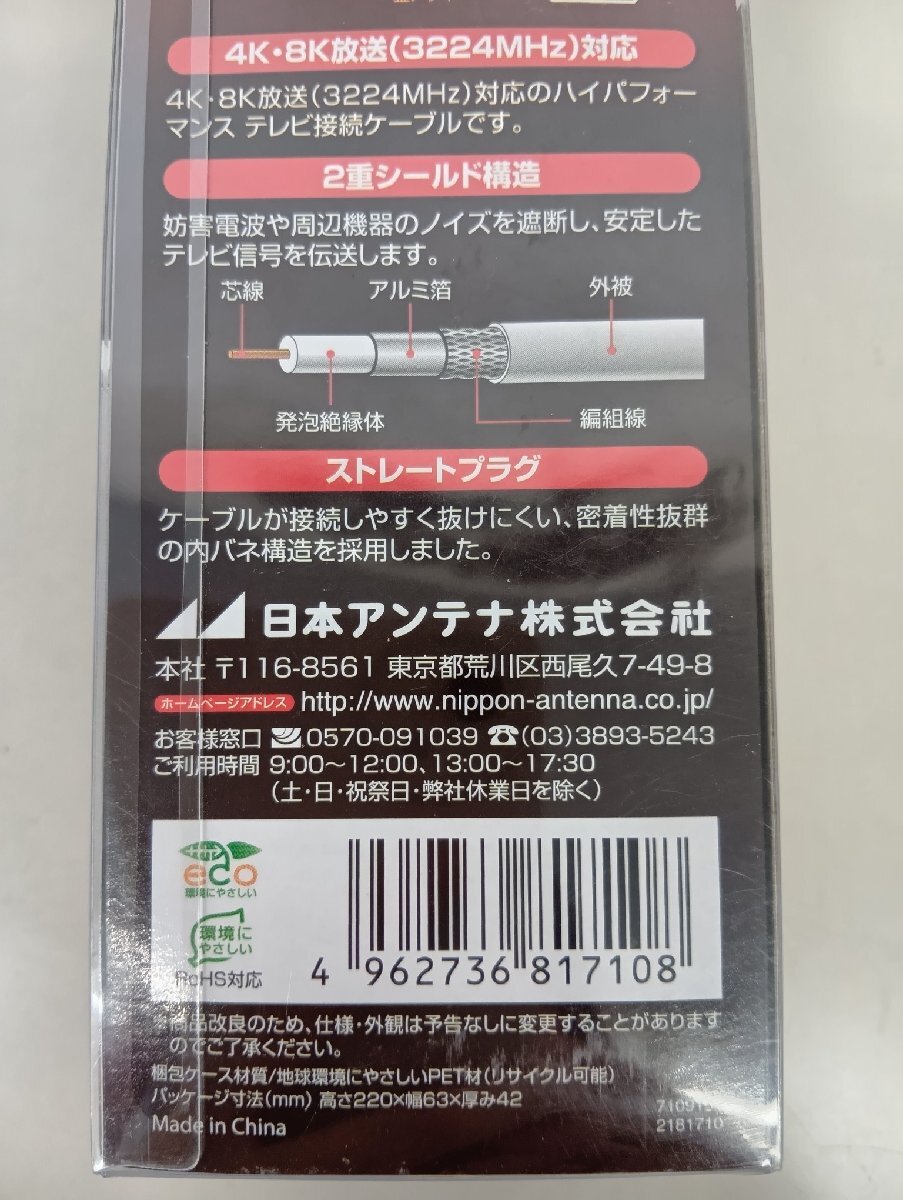 4K・8K放送(3224MHz)対応
4K・8K放送(3224MHz)対応のハイパフォー
マンス テレビ接続ケーブルです。
2重シールド構造
妨害電波や周辺機器のノイズを遮断し、安定した
テレビ信号を伝送します。
芯線 アルミ箔 外被
発泡絶縁体 編組線
ストレートプラグ
ケーブルが接続しやすく抜けにくい、密着性抜群
の内バネ構造を採用しました。
日本アンテナ株式会社
本社 〒116-8561 東京都荒川区西尾久7-49-8
ホームページアドレス http://www.nippon-antenna.co.jp/
お客様窓口 0570-091039 ☎(03)3893-5243
ご利用時間 9:00～12:00、13:00～17:30
(土・日・祝祭日・弊社休業日を除く)
eco
環境にやさしい
環境に
やさしい
RoHS対応
4 962736 817108
※商品改良のため、仕様・外観は予告なしに変更することがあります
のでご了承ください。
梱包ケース材質/地球環境にやさしいPET材(リサイクル可能)
パッケージ寸法(mm) 高さ220×幅63×厚み42
Made in China
2181710